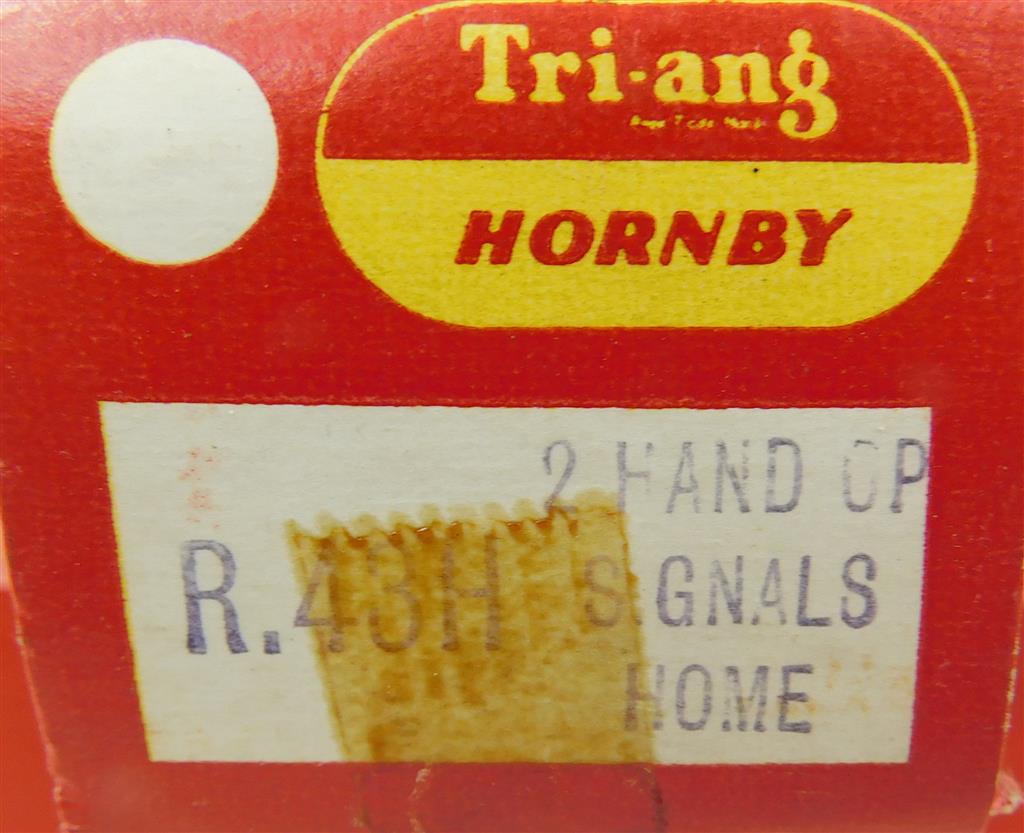 Tri-ang
HORNBY
2 HAND OP
R.43H
SIGNALS
HOME